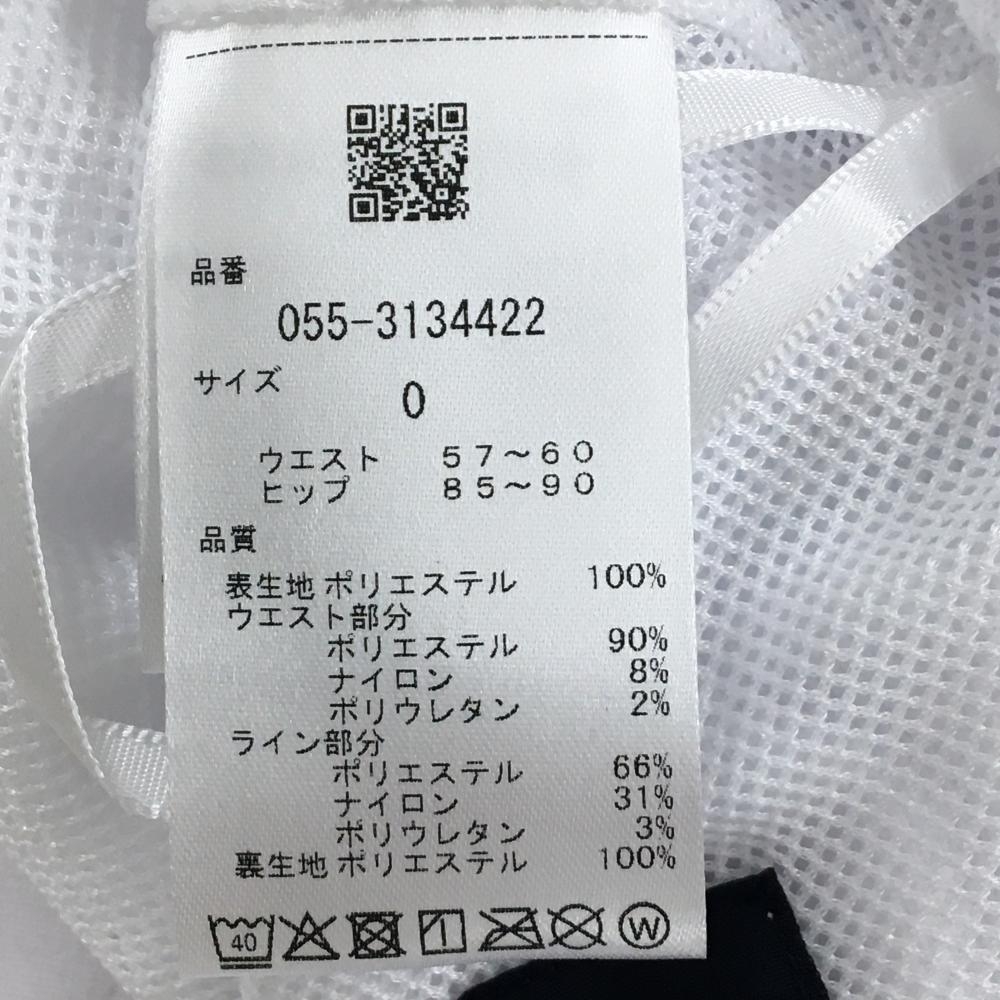 品番
055-3134422
サイズ
0
ウエスト 57～60
ヒップ 85～90
品質
表生地 ポリエステル 100%
ウエスト部分
ポリエステル 90%
ナイロン 8%
ポリウレタン 2%
ライン部分
ポリエステル 66%
ナイロン 31%
ポリウレタン 3%
裏生地 ポリエステル 100%
40 W